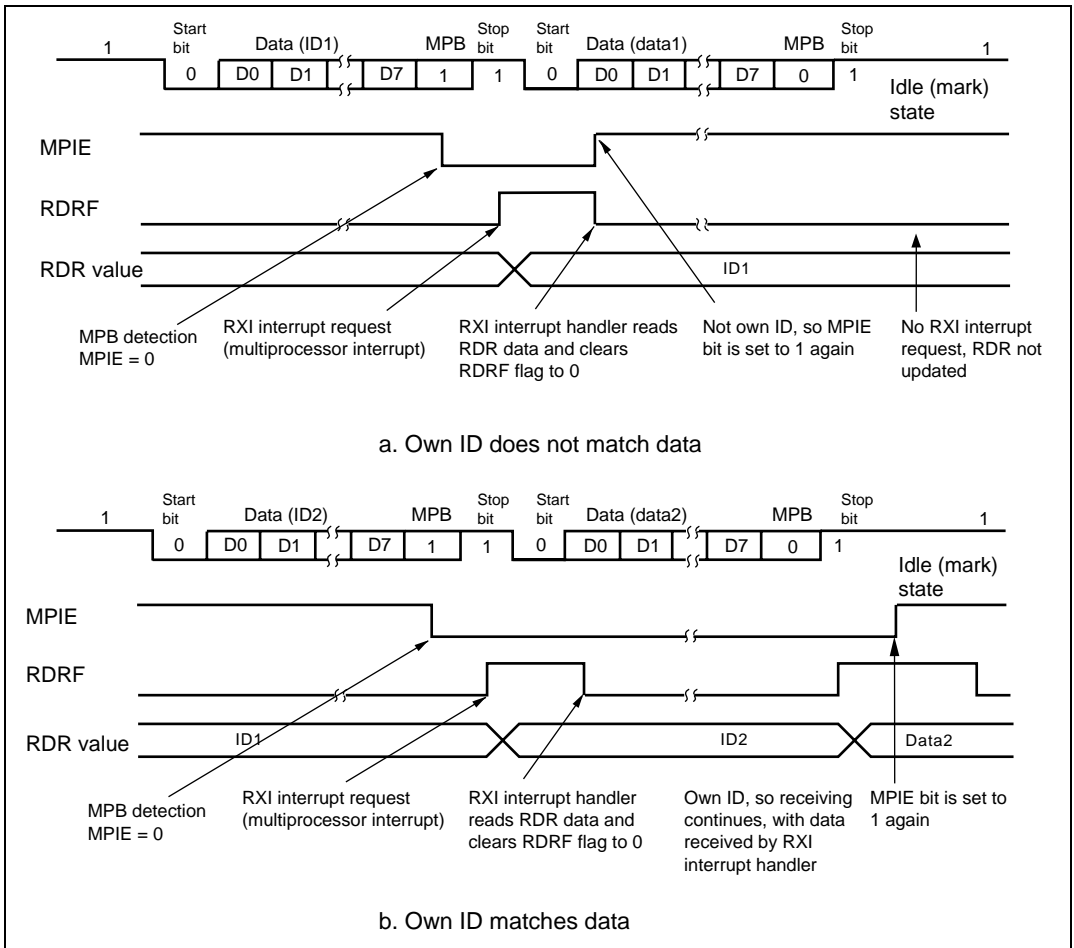 Start Stop Start Stop
1 bit Data (ID1) MPB bit bit Data (data1) MPB bit 1
0 D0 D1 D7 1 1 0 D0 D1 D7 0 1
Idle (mark)
state
MPIE
RDRF
RDR value ID1
MPB detection
MPIE = 0
RXI interrupt request
(multiprocessor interrupt)
RXI interrupt handler reads
RDR data and clears
RDRF flag to 0
Not own ID, so MPIE
bit is set to 1 again
No RXI interrupt
request, RDR not
updated
a. Own ID does not match data
Start Stop Start Stop
1 bit Data (ID2) MPB bit bit Data (data2) MPB bit 1
0 D0 D1 D7 1 1 0 D0 D1 D7 0 1
Idle (mark)
state
MPIE
RDRF
RDR value ID1 ID2 Data2
MPB detection
MPIE = 0
RXI interrupt request
(multiprocessor interrupt)
RXI interrupt handler
reads RDR data and
clears RDRF flag to 0
Own ID, so receiving
continues, with data
received by RXI
interrupt handler
MPIE bit is set to
1 again
b. Own ID matches data